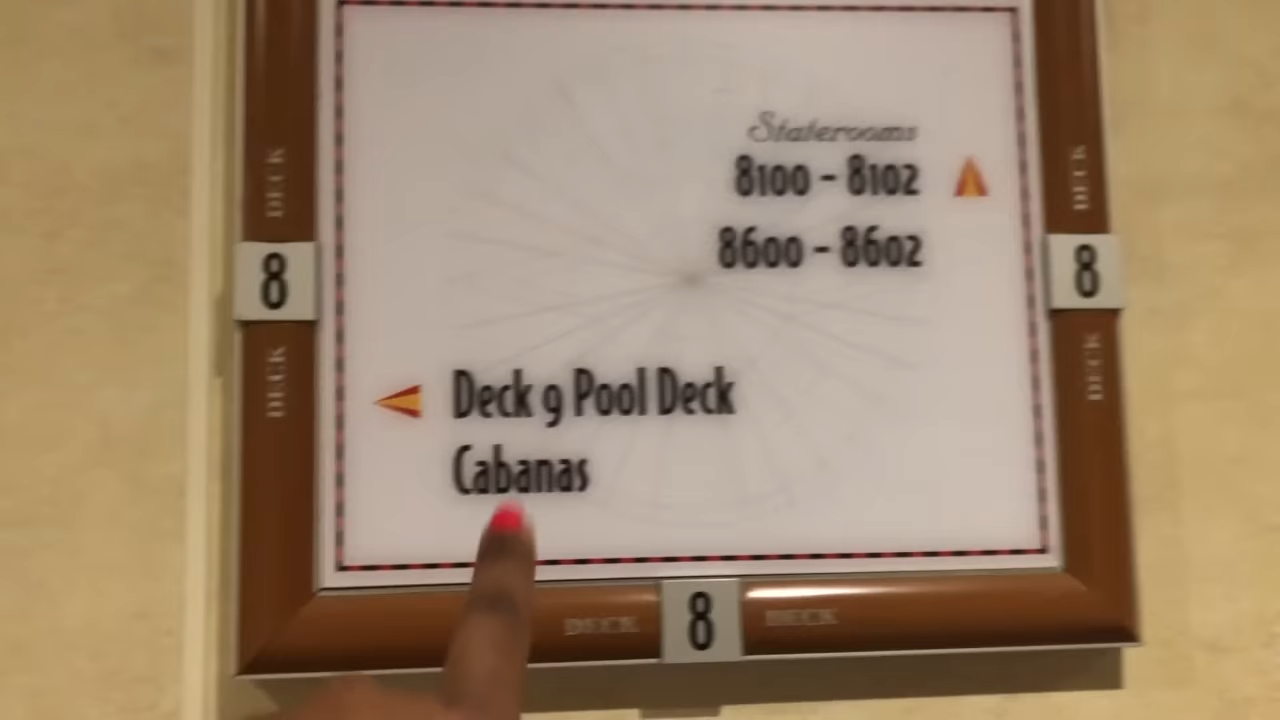 Staterooms
8100 - 8102
8600 - 8602
Deck 9 Pool Deck
Cabanas
DECK 8 DECK
DECK 8 DECK
DECK 8 DECK